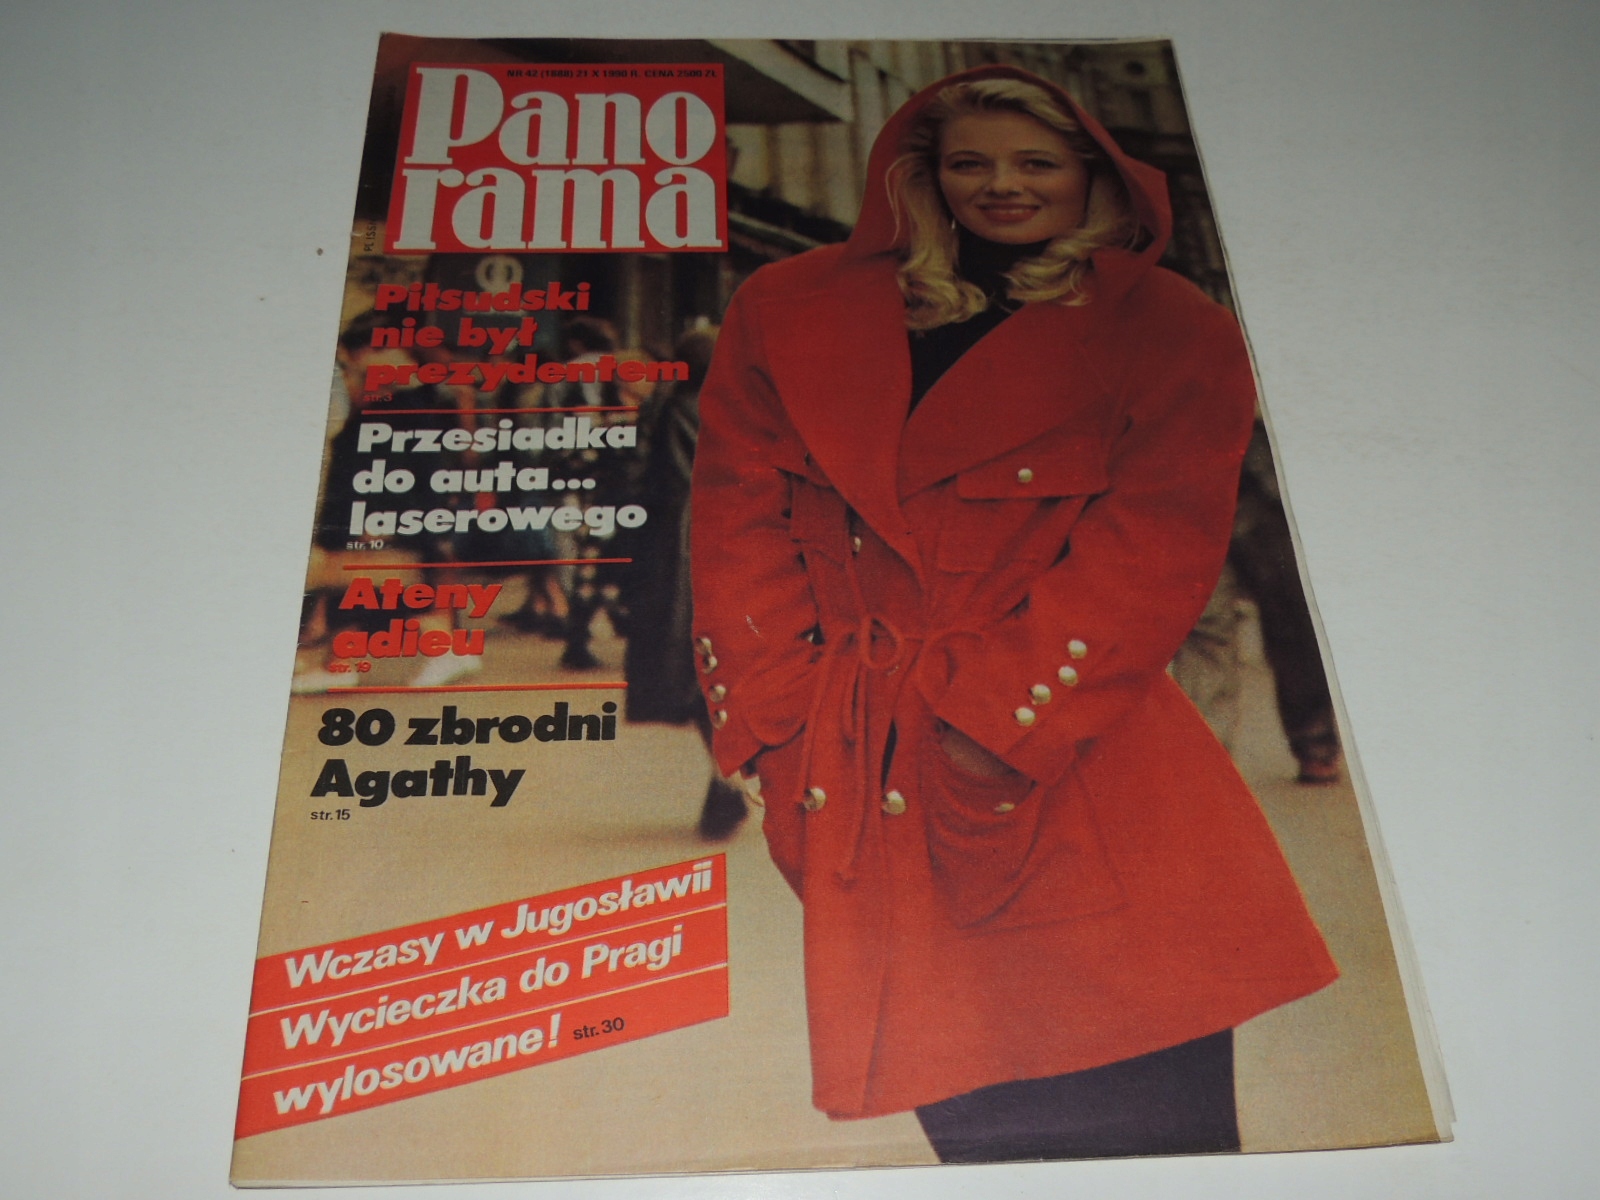 NR 42 (1888) 21 X 1990 R. CENA 2500 ZŁ
Pano
rama
Piłsudski
nie był
prezydentem
str. 3
Przesiadka
do auta...
laserowego
str. 10
Ateny
adieu
str. 19
80 zbrodni
Agathy
str. 15
Wczasy w Jugosławii
Wycieczka do Pragi
wylosowane! str. 30